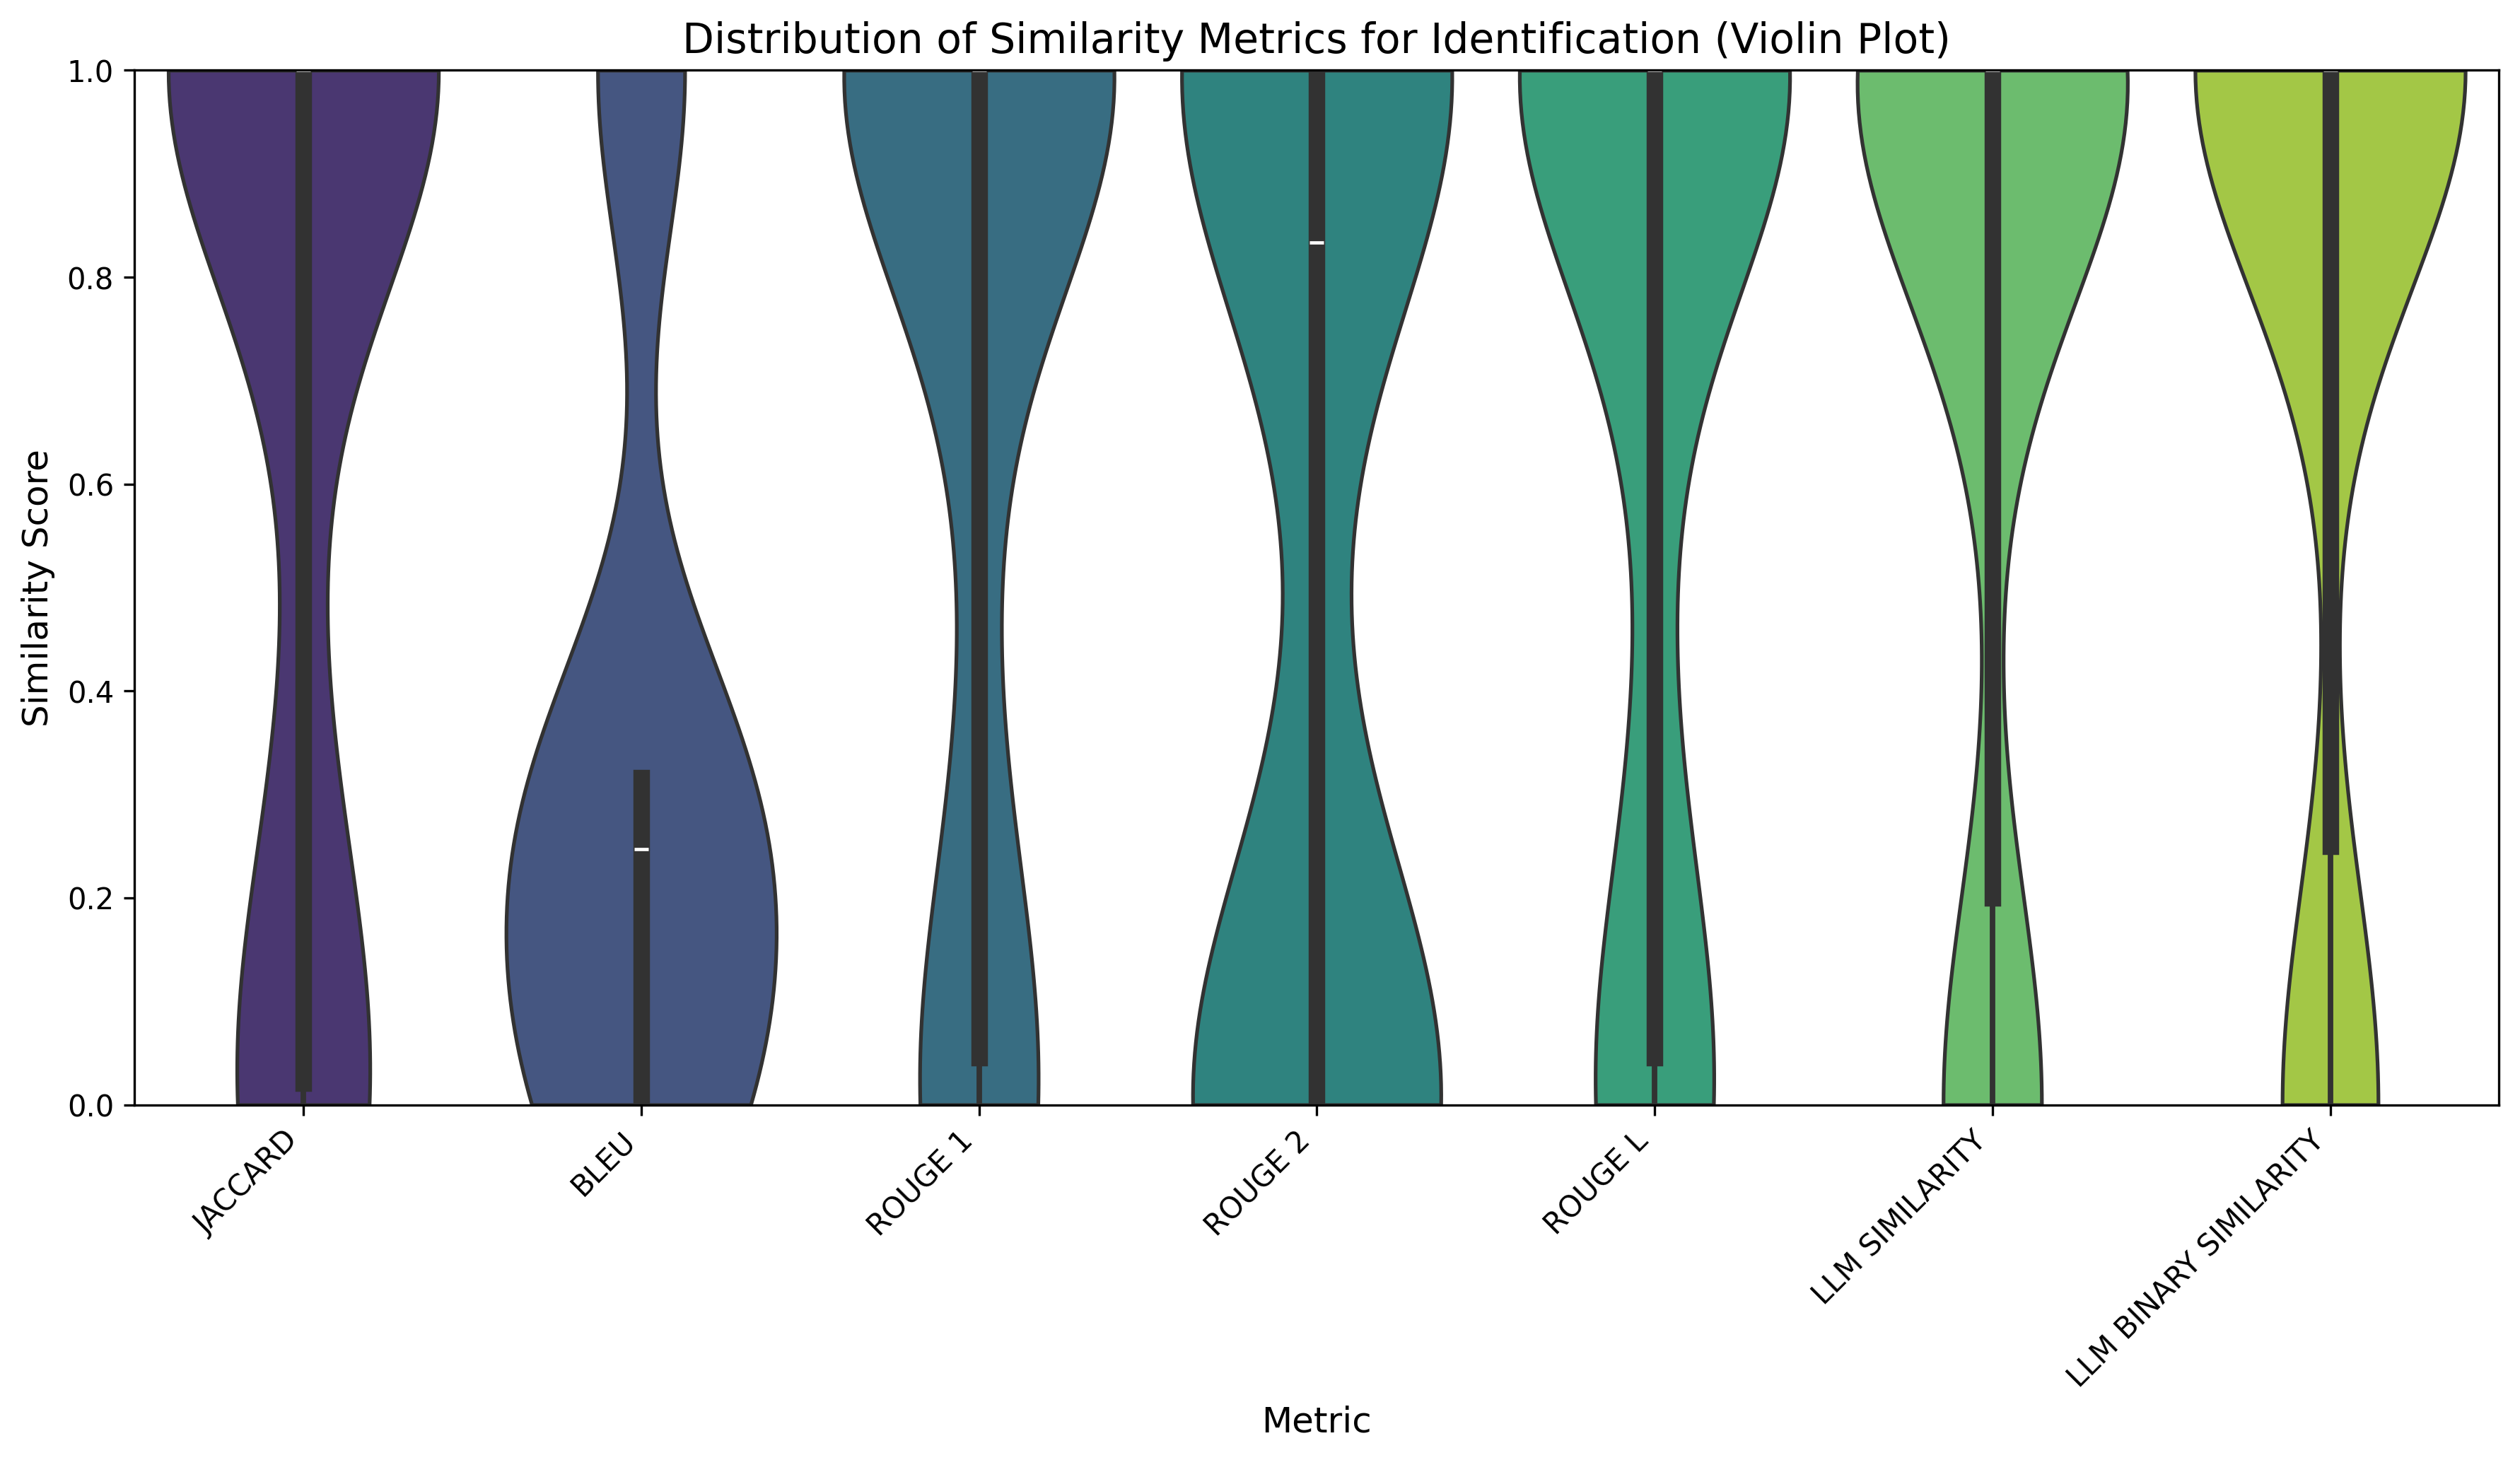 Distribution of Similarity Metrics for Identification (Violin Plot)
Similarity Score
1.0
0.8
0.6
0.4
0.2
0.0
JACCARD
BLEU
ROUGE 1
ROUGE 2
ROUGE L
LLM SIMILARITY
LLM BINARY SIMILARITY
Metric